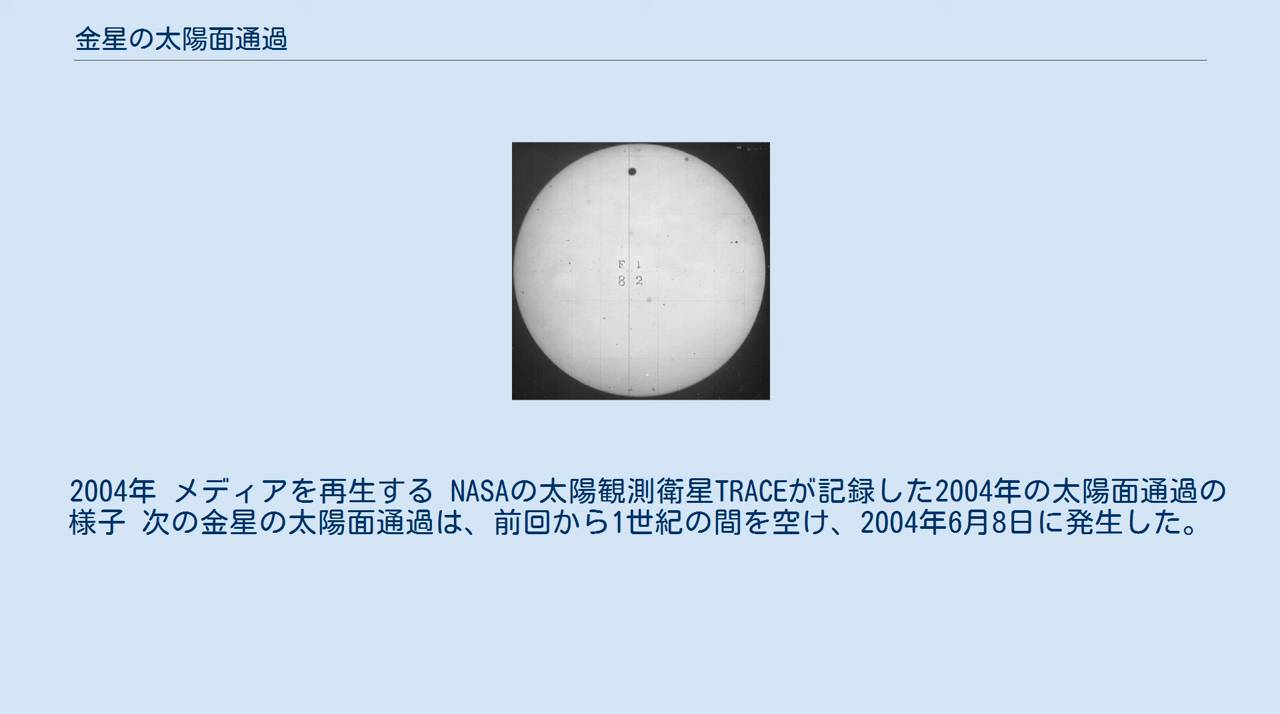 金星の太陽面通過
F 1
8 2
2004年 メディアを再生する NASAの太陽観測衛星TRACEが記録した2004年の太陽面通過の
様子 次の金星の太陽面通過は、前回から1世紀の間を空け、2004年6月8日に発生した。